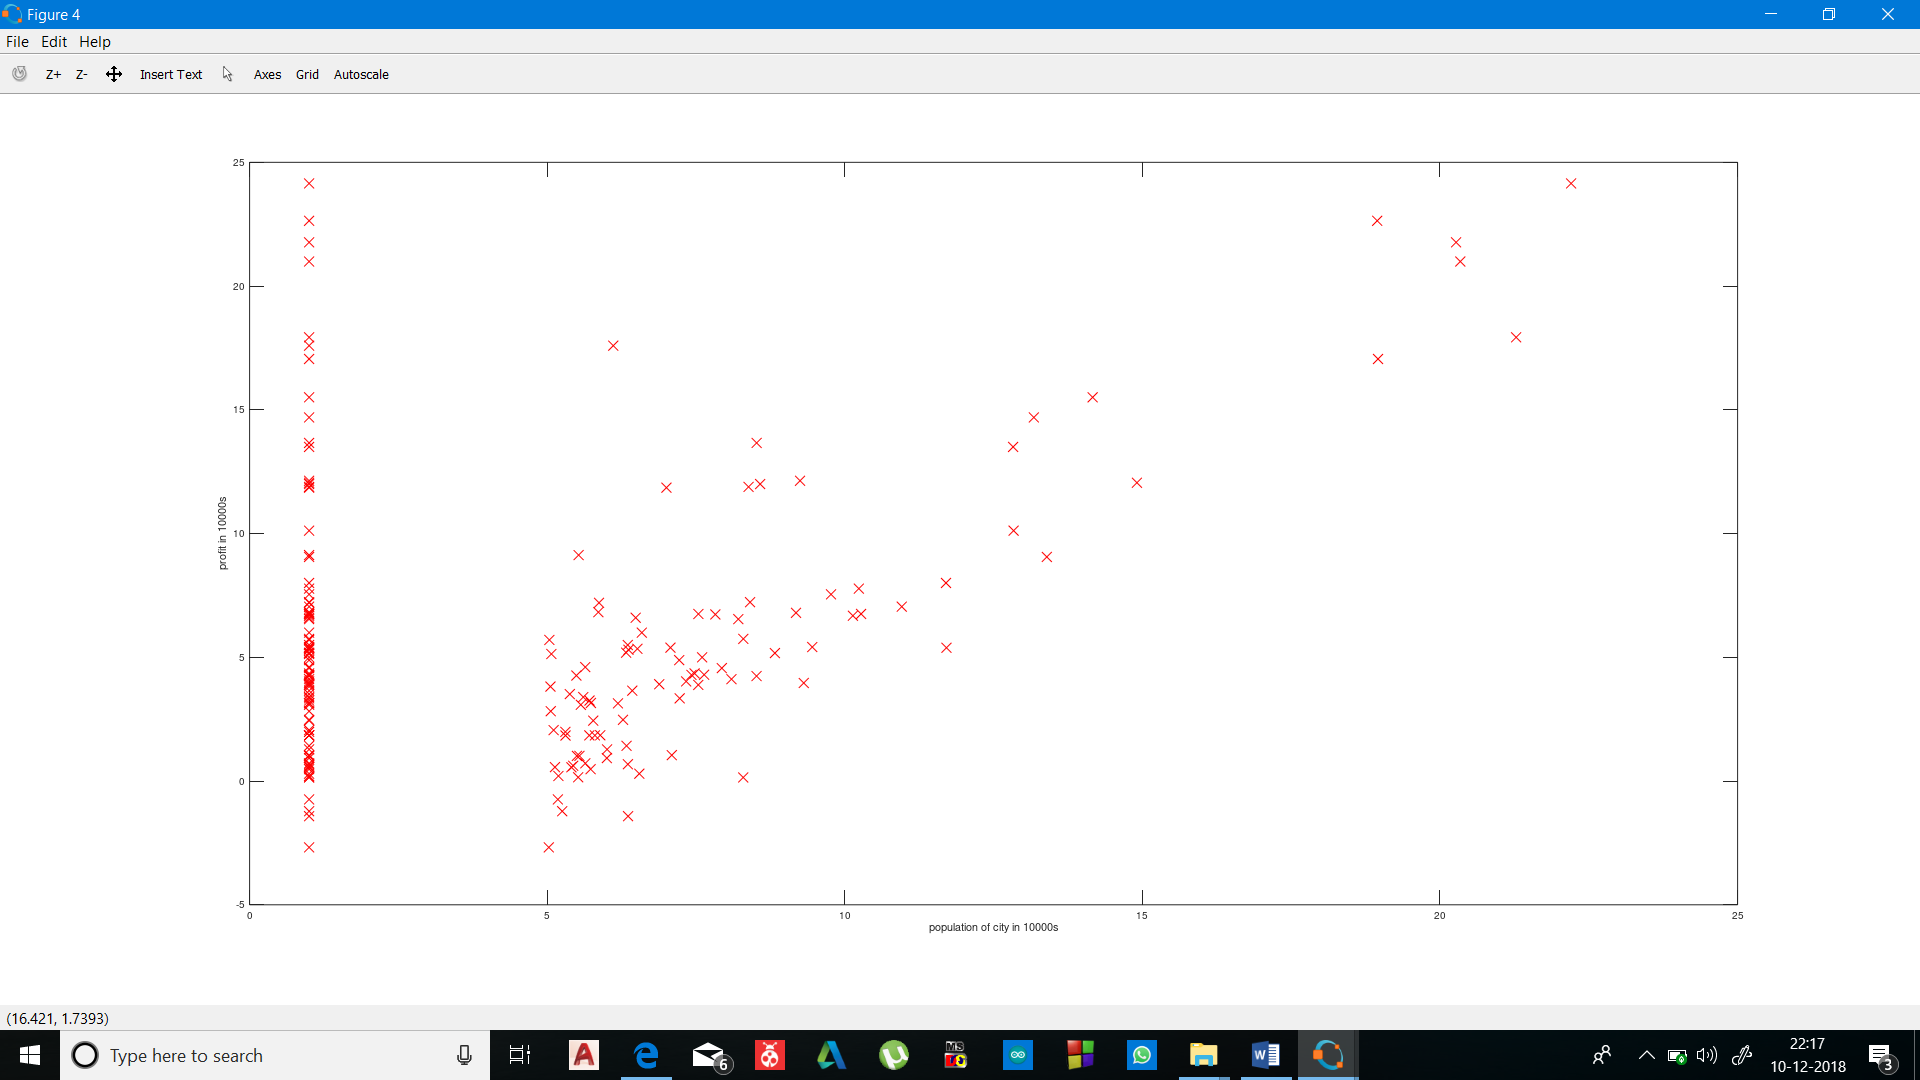 Figure 4
File Edit Help
Z+ Z- Insert Text Axes Grid Autoscale
25
20
15
10
5
0
-5
profit in 10000s
0 5 10 15 20 25
population of city in 10000s
(16.421, 1.7393)
Type here to search
6
MS
22:17
10-12-2018
3